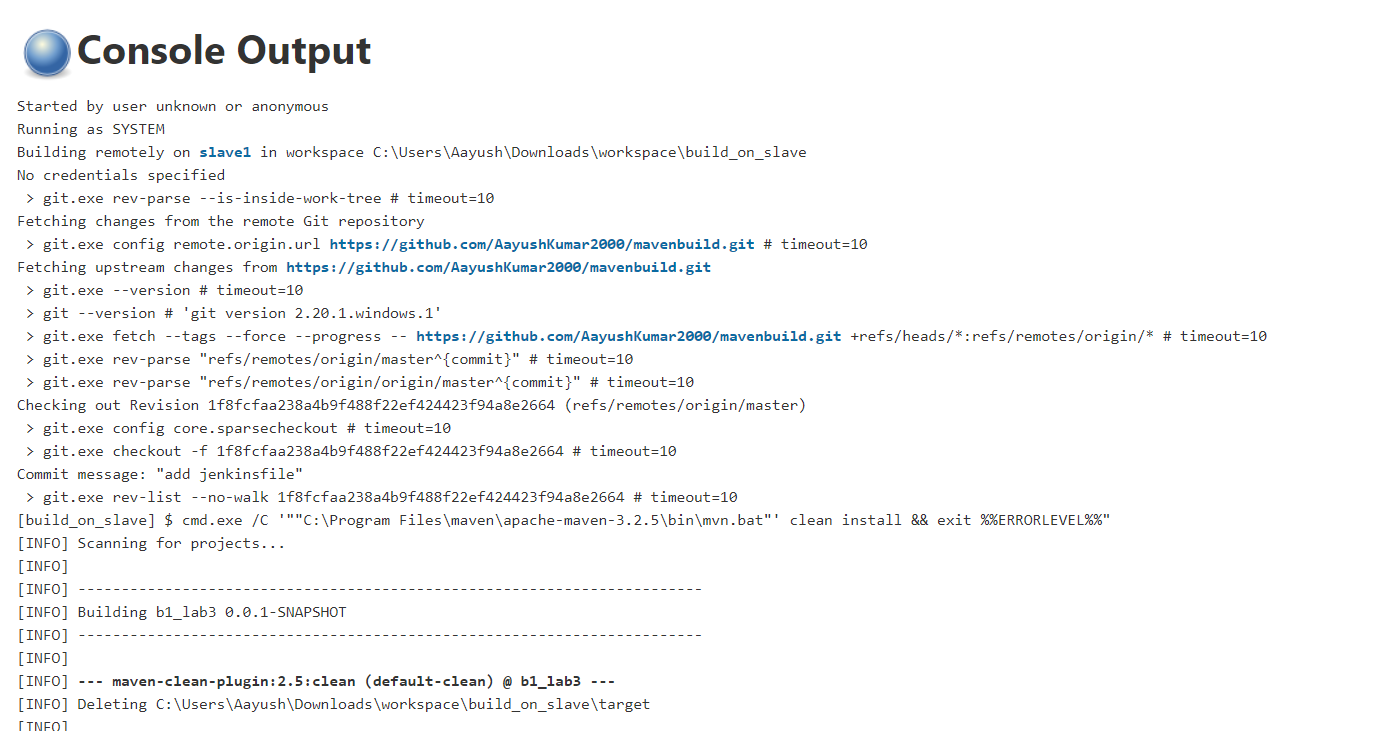 Console Output
Started by user unknown or anonymous
Running as SYSTEM
Building remotely on slave1 in workspace C:\Users\Aayush\Downloads\workspace\build_on_slave
No credentials specified
 > git.exe rev-parse --is-inside-work-tree # timeout=10
Fetching changes from the remote Git repository
 > git.exe config remote.origin.url https://github.com/AayushKumar2000/mavenbuild.git # timeout=10
Fetching upstream changes from https://github.com/AayushKumar2000/mavenbuild.git
 > git.exe --version # timeout=10
 > git --version # 'git version 2.20.1.windows.1'
 > git.exe fetch --tags --force --progress -- https://github.com/AayushKumar2000/mavenbuild.git +refs/heads/*:refs/remotes/origin/* # timeout=10
 > git.exe rev-parse "refs/remotes/origin/master^{commit}" # timeout=10
 > git.exe rev-parse "refs/remotes/origin/origin/master^{commit}" # timeout=10
Checking out Revision 1f8fcfaa238a4b9f488f22ef424423f94a8e2664 (refs/remotes/origin/master)
 > git.exe config core.sparsecheckout # timeout=10
 > git.exe checkout -f 1f8fcfaa238a4b9f488f22ef424423f94a8e2664 # timeout=10
Commit message: "add jenkinsfile"
 > git.exe rev-list --no-walk 1f8fcfaa238a4b9f488f22ef424423f94a8e2664 # timeout=10
[build_on_slave] $ cmd.exe /C '""C:\Program Files\maven\apache-maven-3.2.5\bin\mvn.bat"' clean install && exit %%ERRORLEVEL%%"
[INFO] Scanning for projects...
[INFO]
[INFO] ------------------------------------------------------------------------
[INFO] Building b1_lab3 0.0.1-SNAPSHOT
[INFO] ------------------------------------------------------------------------
[INFO]
[INFO] --- maven-clean-plugin:2.5:clean (default-clean) @ b1_lab3 ---
[INFO] Deleting C:\Users\Aayush\Downloads\workspace\build_on_slave\target
[INFO]